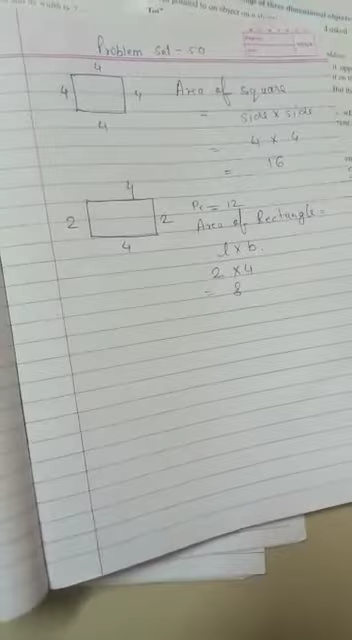 Problem set - 50
4
4
4
4
Area of square
= side x side
= 4 x 4
= 16
4
2
2
4
Pr = 12
Area of Rectangle =
l x b.
2 x 4
= 8